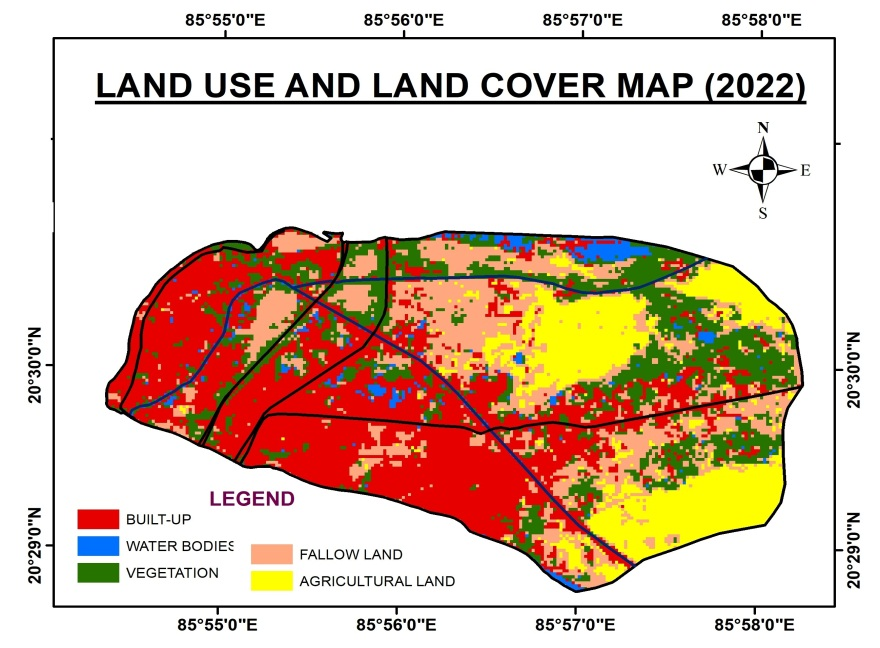 85°55'0"E 85°56'0"E 85°57'0"E 85°58'0"E
LAND USE AND LAND COVER MAP (2022)
N
W E
S
20°30'0"N 20°30'0"N
20°29'0"N 20°29'0"N
LEGEND
BUILT-UP
WATER BODIES
VEGETATION
FALLOW LAND
AGRICULTURAL LAND
85°55'0"E 85°56'0"E 85°57'0"E 85°58'0"E